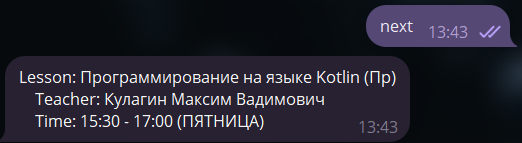 next 13:43
Lesson: Программирование на языке Kotlin (Пр)
Teacher: Кулагин Максим Вадимович
Time: 15:30 - 17:00 (ПЯТНИЦА)
13:43